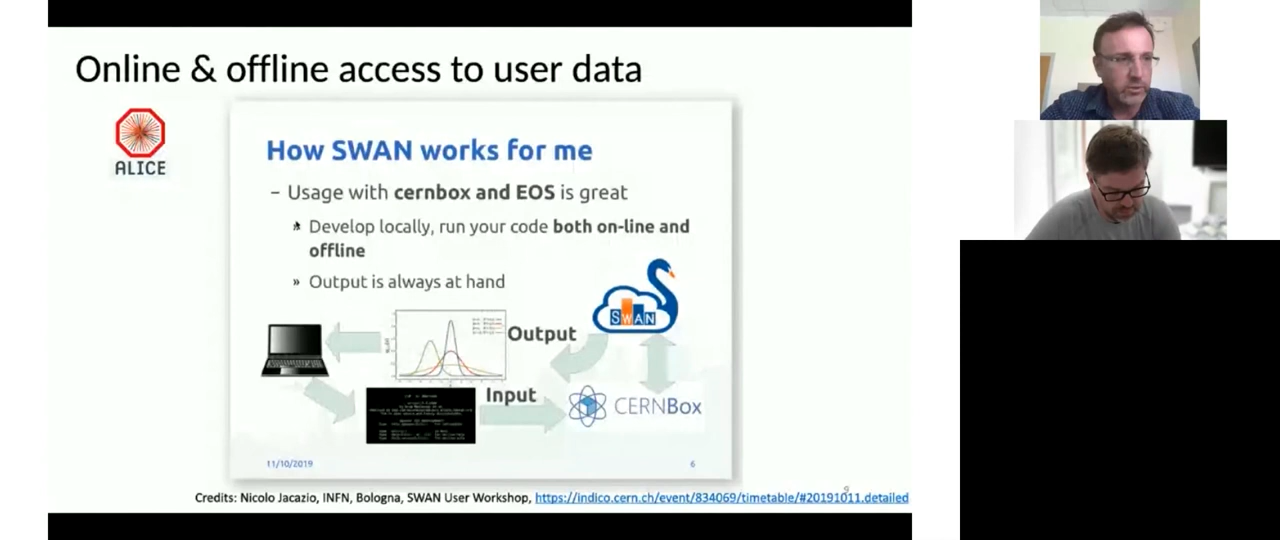 Online & offline access to user data
ALICE
How SWAN works for me
– Usage with cernbox and EOS is great
Develop locally, run your code both on-line and
offline
» Output is always at hand
SWAN
Output
Input
CERNBox
11/10/2019
6
9
Credits: Nicolo Jacazio, INFN, Bologna, SWAN User Workshop, https://indico.cern.ch/event/834069/timetable/#20191011.detailed